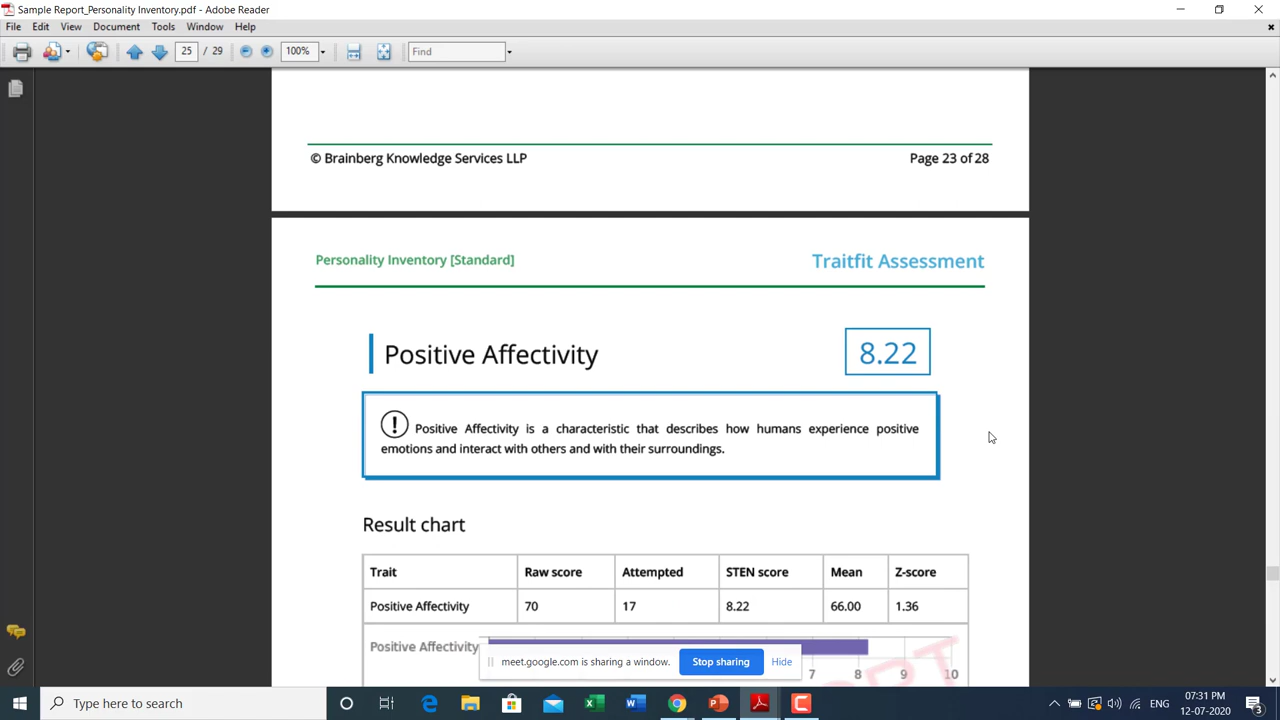 Sample Report_Personality Inventory.pdf - Adobe Reader
File Edit View Document Tools Window Help
25 / 29 100% Find
© Brainberg Knowledge Services LLP Page 23 of 28
Personality Inventory [Standard] Traitfit Assessment
Positive Affectivity 8.22
! Positive Affectivity is a characteristic that describes how humans experience positive
emotions and interact with others and with their surroundings.
Result chart
Trait Raw score Attempted STEN score Mean Z-score
Positive Affectivity 70 17 8.22 66.00 1.36
Positive Affectivity
meet.google.com is sharing a window. Stop sharing Hide
7 8 9 10
Type here to search
ENG 07:31 PM
12-07-2020 3